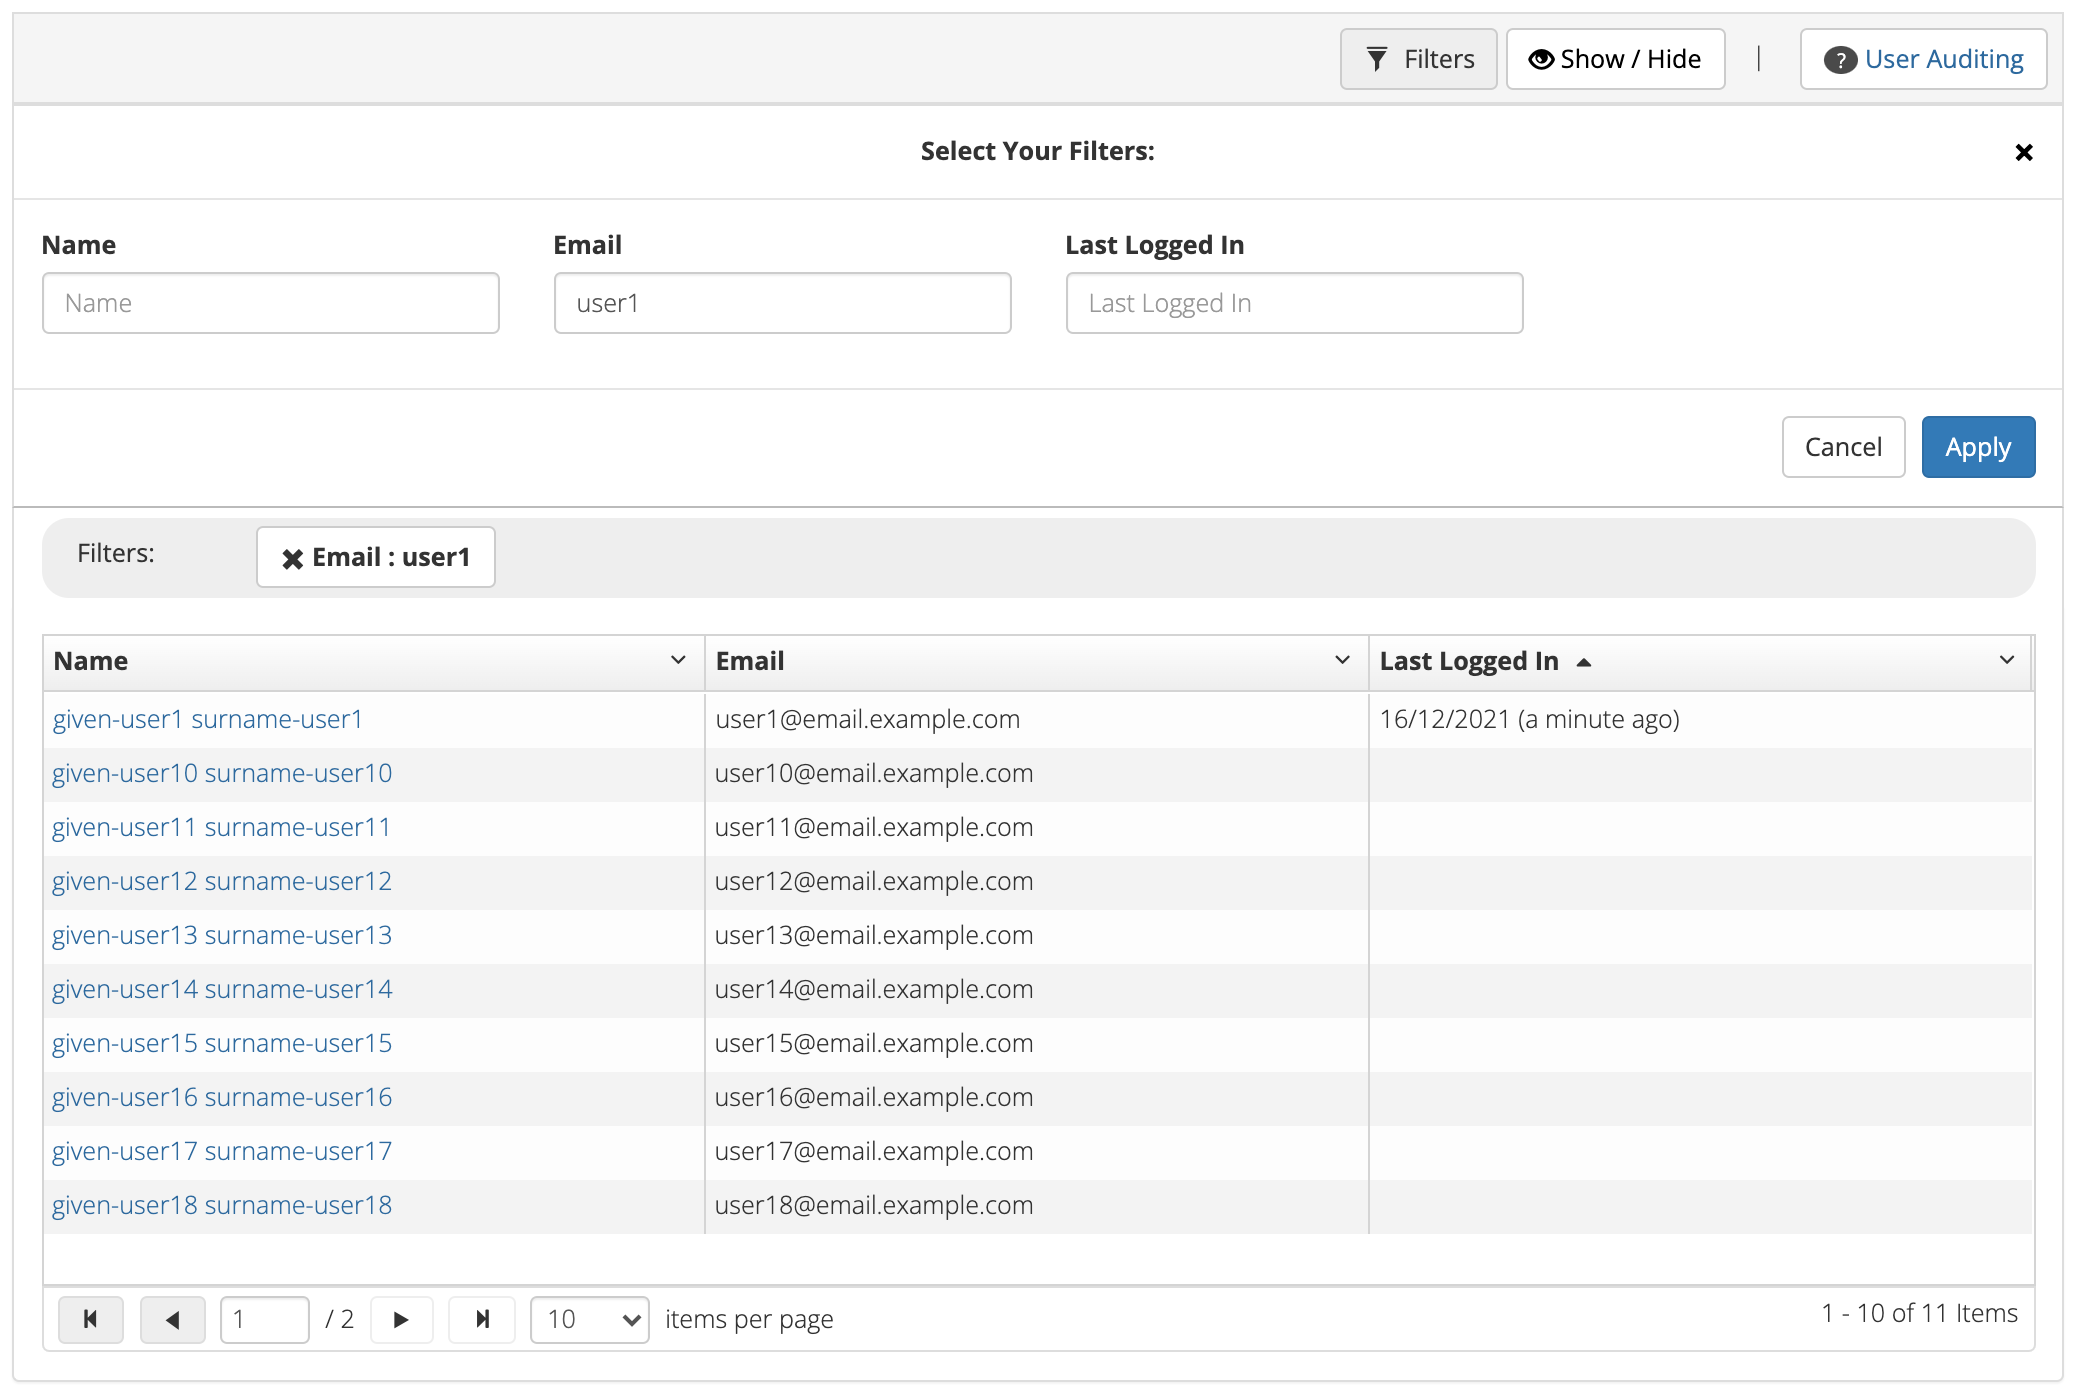 Filters Show / Hide | ? User Auditing
Select Your Filters:
Name Email Last Logged In
Name user1 Last Logged In
Cancel Apply
Filters: Email : user1
Name Email Last Logged In
given-user1 surname-user1 user1@email.example.com 16/12/2021 (a minute ago)
given-user10 surname-user10 user10@email.example.com
given-user11 surname-user11 user11@email.example.com
given-user12 surname-user12 user12@email.example.com
given-user13 surname-user13 user13@email.example.com
given-user14 surname-user14 user14@email.example.com
given-user15 surname-user15 user15@email.example.com
given-user16 surname-user16 user16@email.example.com
given-user17 surname-user17 user17@email.example.com
given-user18 surname-user18 user18@email.example.com
1 / 2 10 items per page 1 - 10 of 11 Items